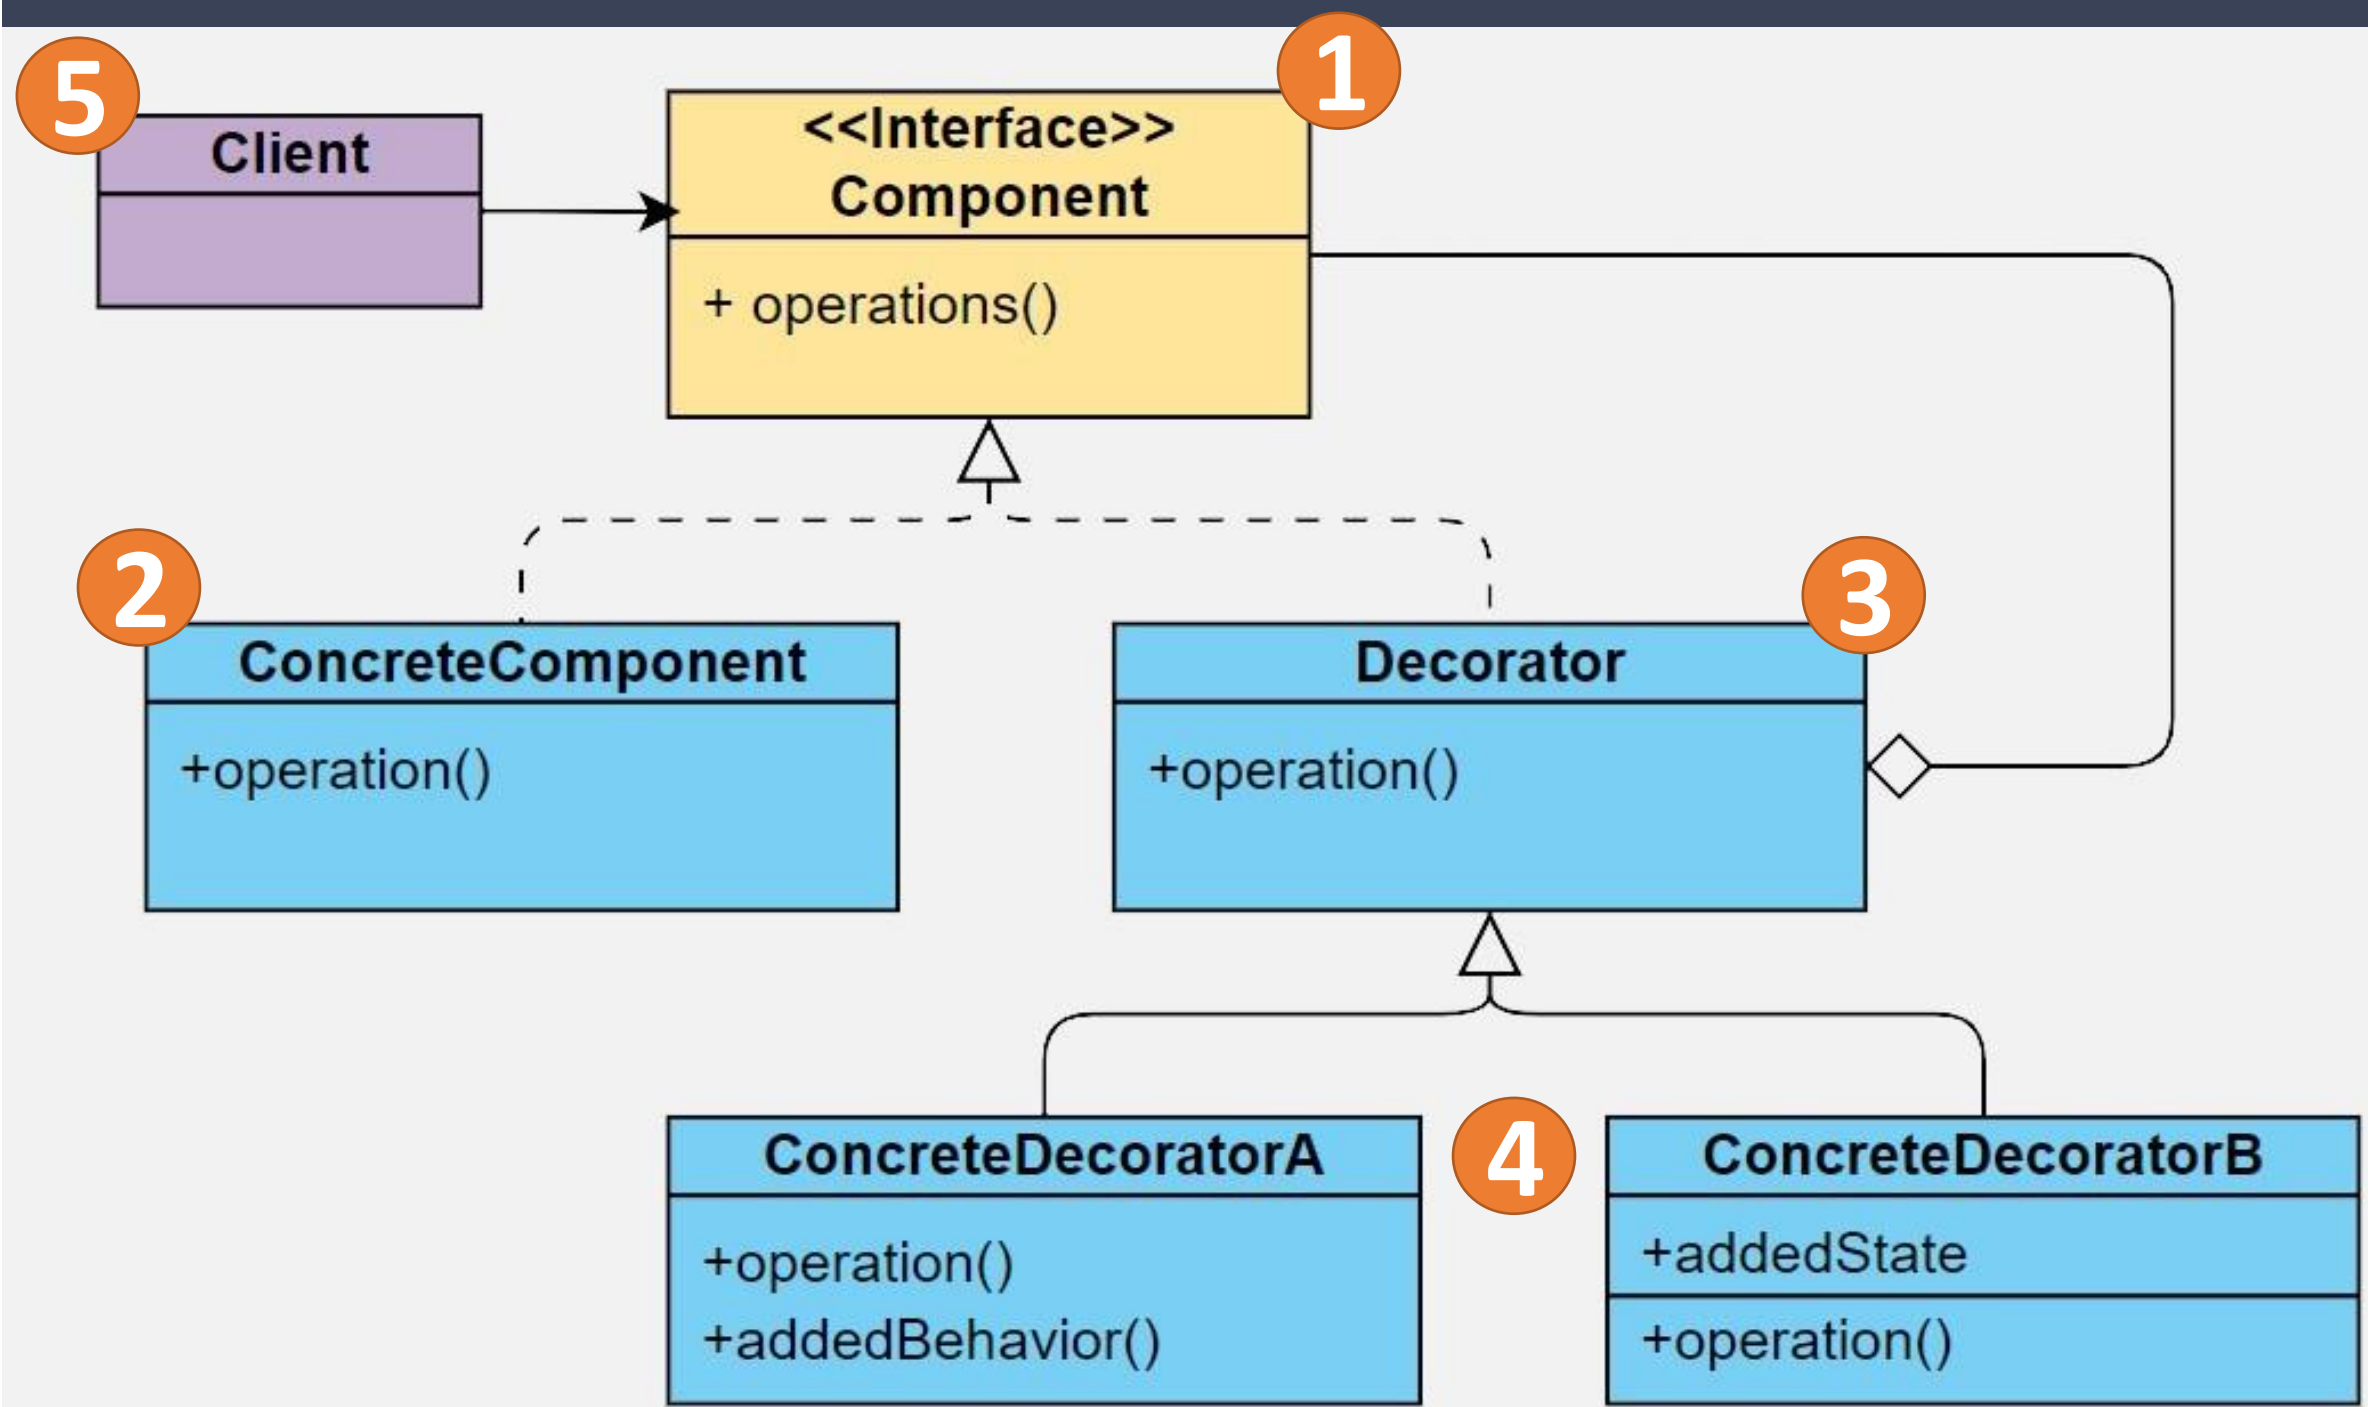 5
Client
1
<<Interface>>
Component
+ operations()
2
ConcreteComponent
+operation()
3
Decorator
+operation()
ConcreteDecoratorA
+operation()
+addedBehavior()
4
ConcreteDecoratorB
+addedState
+operation()